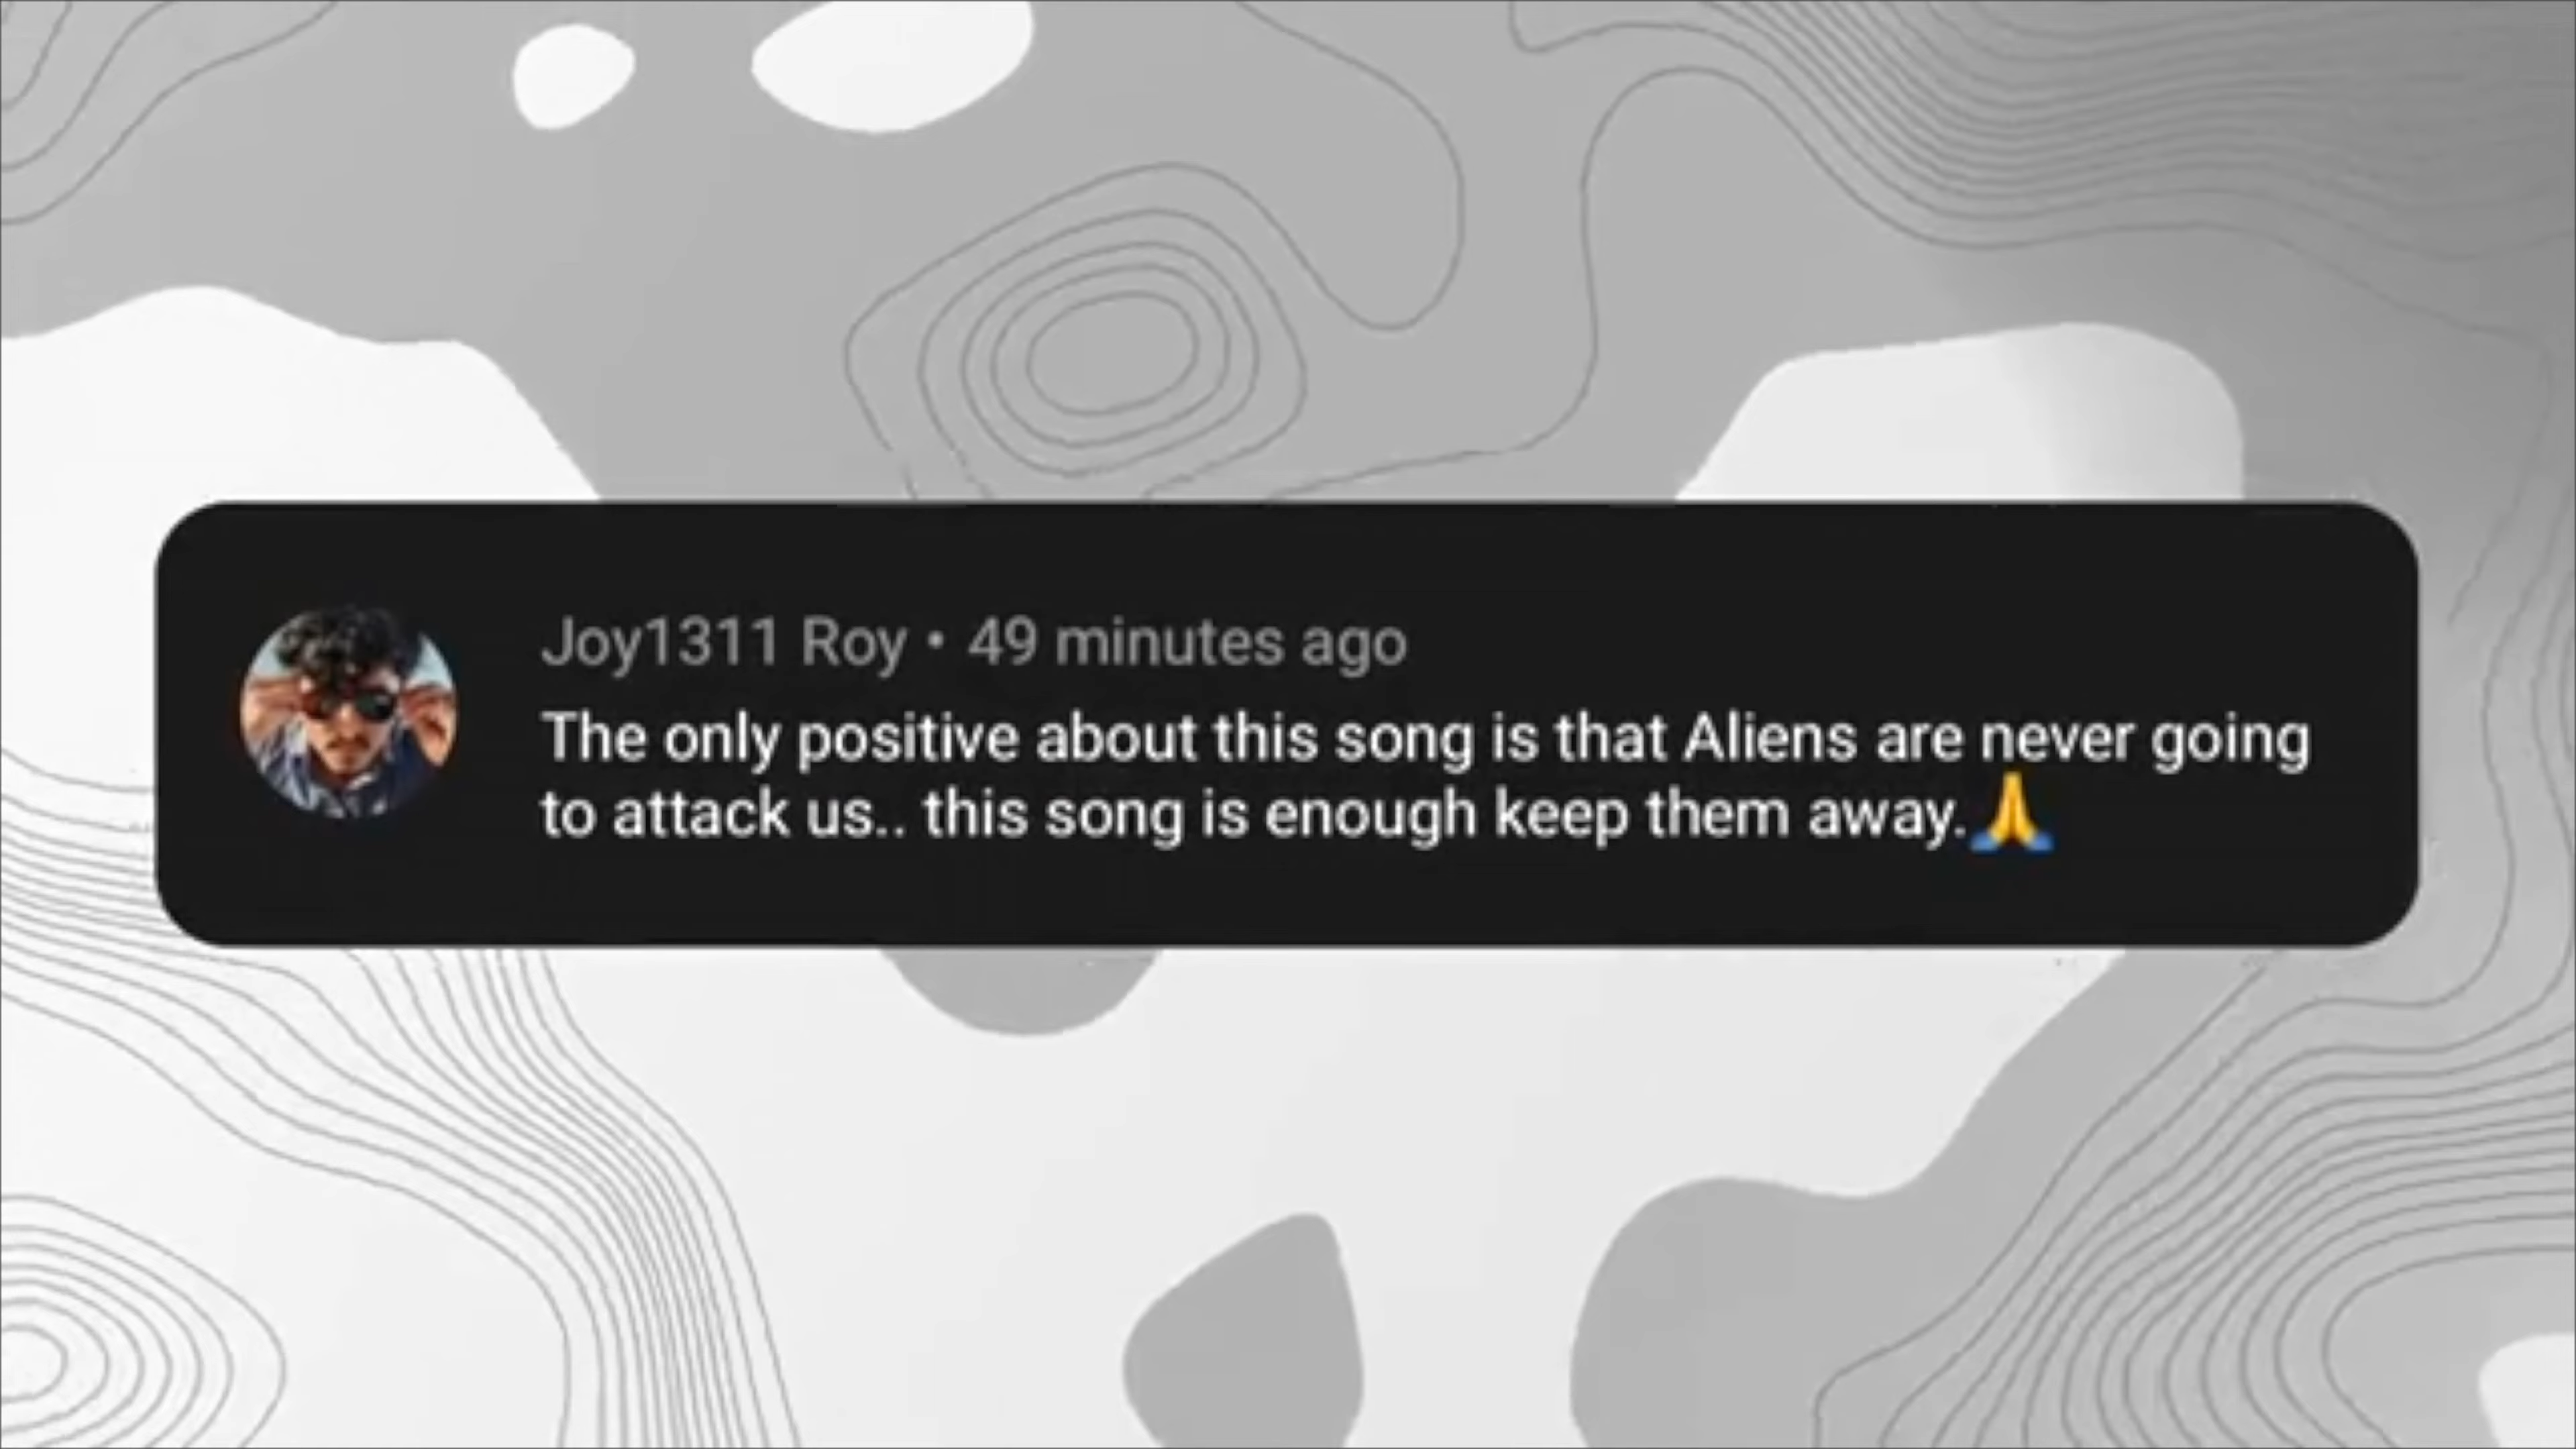 Joy1311 Roy • 49 minutes ago
The only positive about this song is that Aliens are never going
to attack us.. this song is enough keep them away.🙏